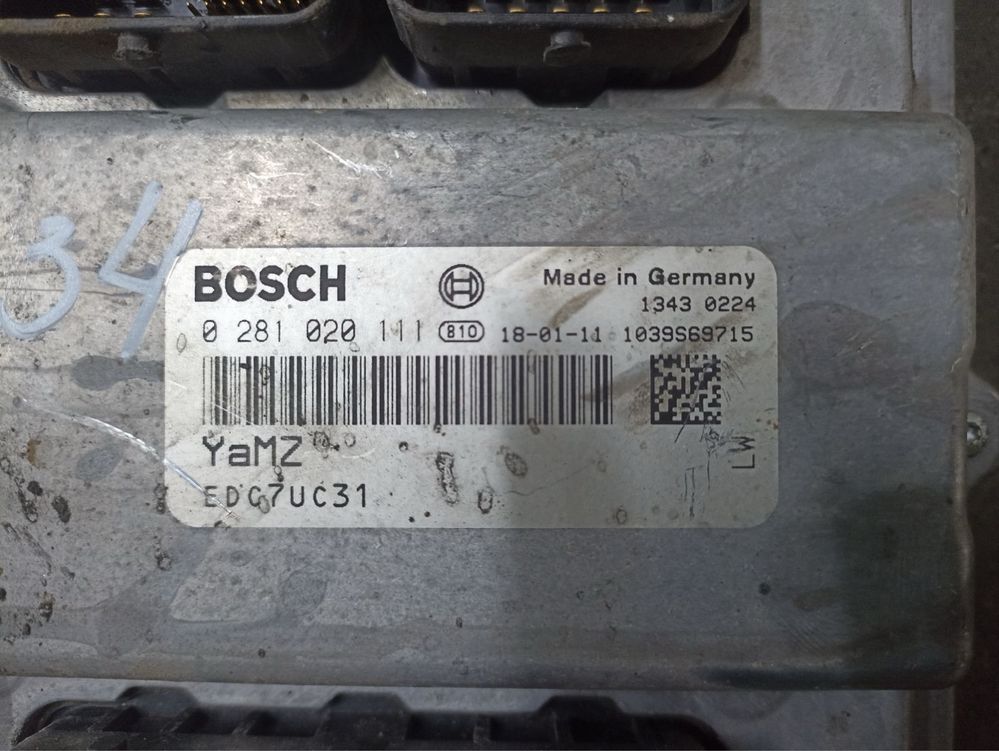 34
BOSCH Made in Germany
1343 0224
0 281 020 111 810 18-01-11 1039S69715
YaMZ
LW
EDC7UC31